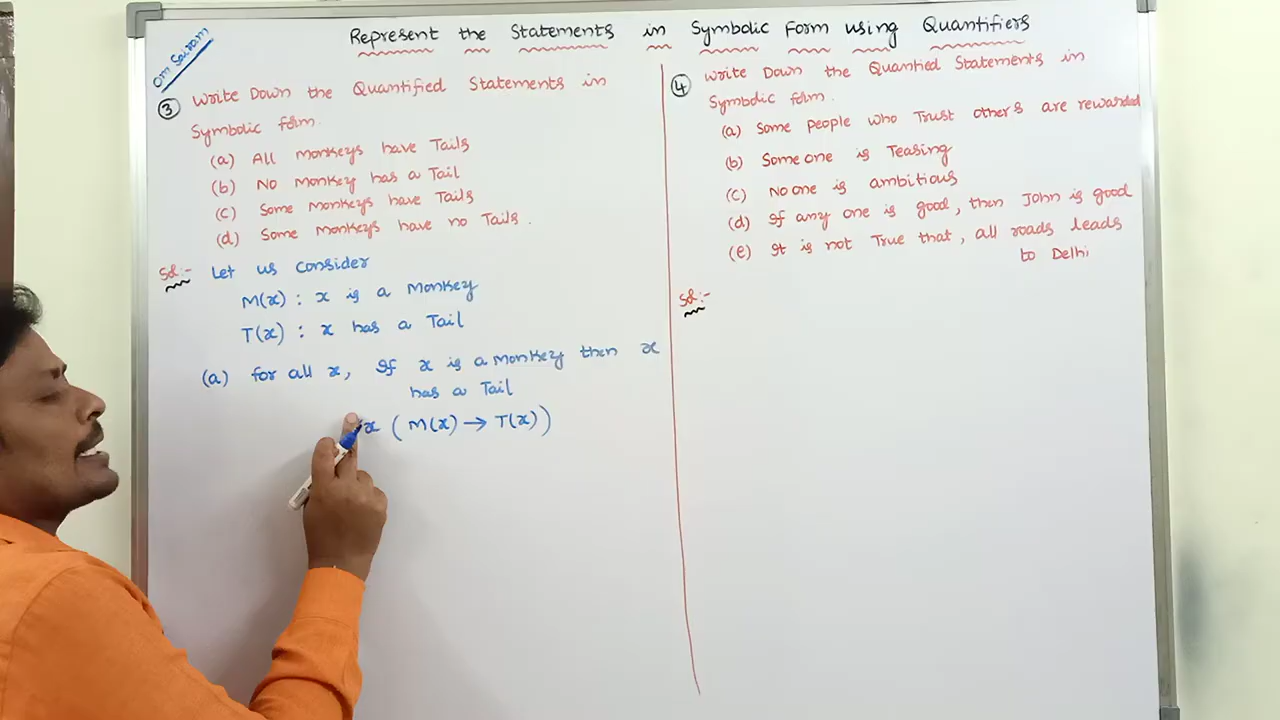 Om Sairam
Represent the Statements in Symbolic Form using Quantifiers
③ Write Down the Quantified Statements in
Symbolic form.
(a) All monkeys have Tails
(b) No monkey has a Tail
(c) Some monkeys have Tails
(d) Some monkeys have no Tails.
Sol:- Let us consider
M(x) : x is a monkey
T(x) : x has a Tail
(a) for all x, If x is a monkey then x
has a Tail
x (M(x) → T(x))
④ Write Down the Quantied Statements in
Symbolic form.
(a) Some people who Trust others are rewarded
(b) Some one is Teasing
(c) No one is ambitious
(d) If any one is good, then John is good
(e) It is not True that, all roads leads
to Delhi
Sol:-